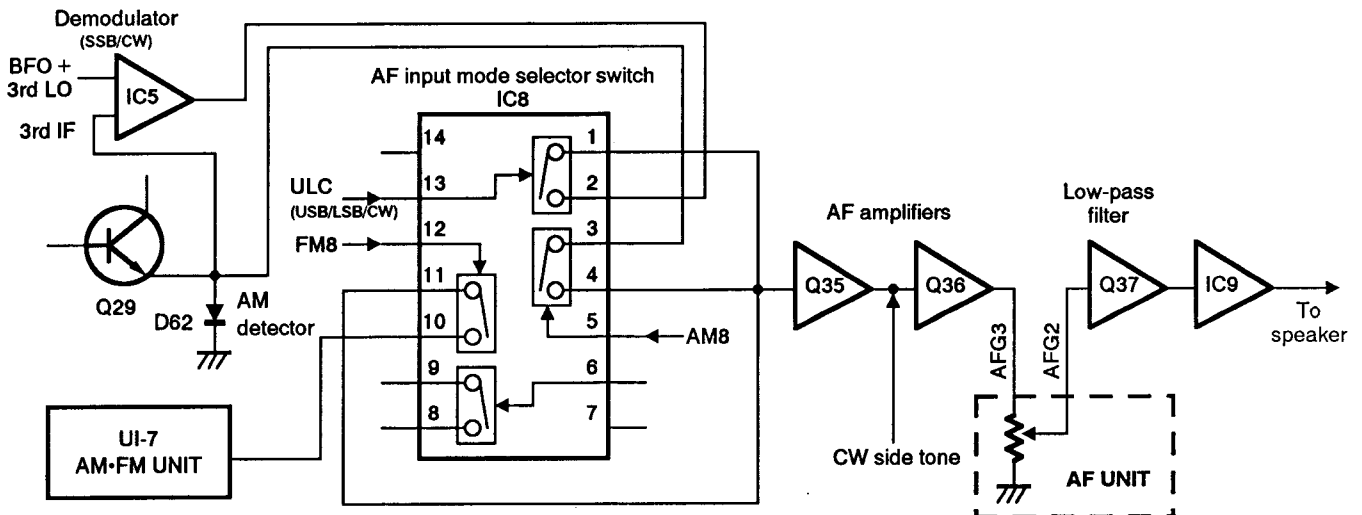 Demodulator
(SSB/CW)
BFO +
3rd LO
IC5
3rd IF
Q29
D62
AM
detector
UI-7
AM•FM UNIT
AF input mode selector switch
IC8
ULC
(USB/LSB/CW)
FM8
14
13
12
11
10
9
8
1
2
3
4
5
6
7
AM8
AF amplifiers
Q35
Q36
CW side tone
AFG3
AFG2
AF UNIT
Low-pass
filter
Q37
IC9
To
speaker